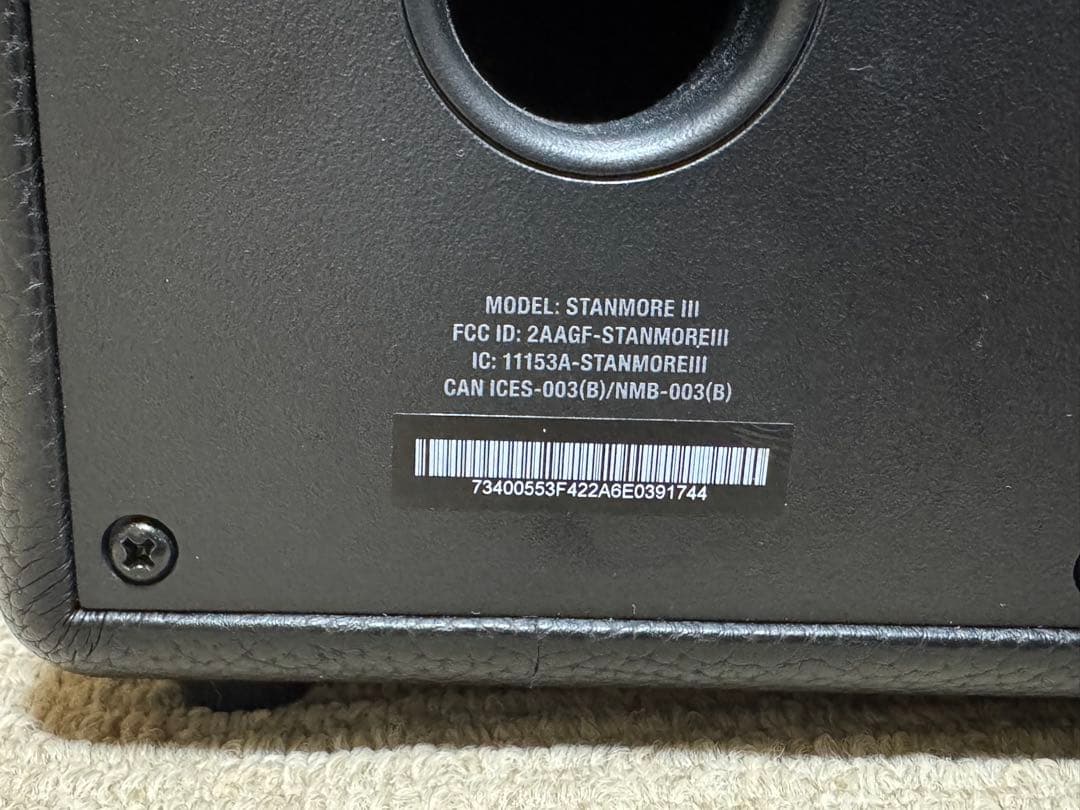 MODEL: STANMORE III
FCC ID: 2AAGF-STANMOREIII
IC: 11153A-STANMOREIII
CAN ICES-003(B)/NMB-003(B)
73400553F422A6E0391744